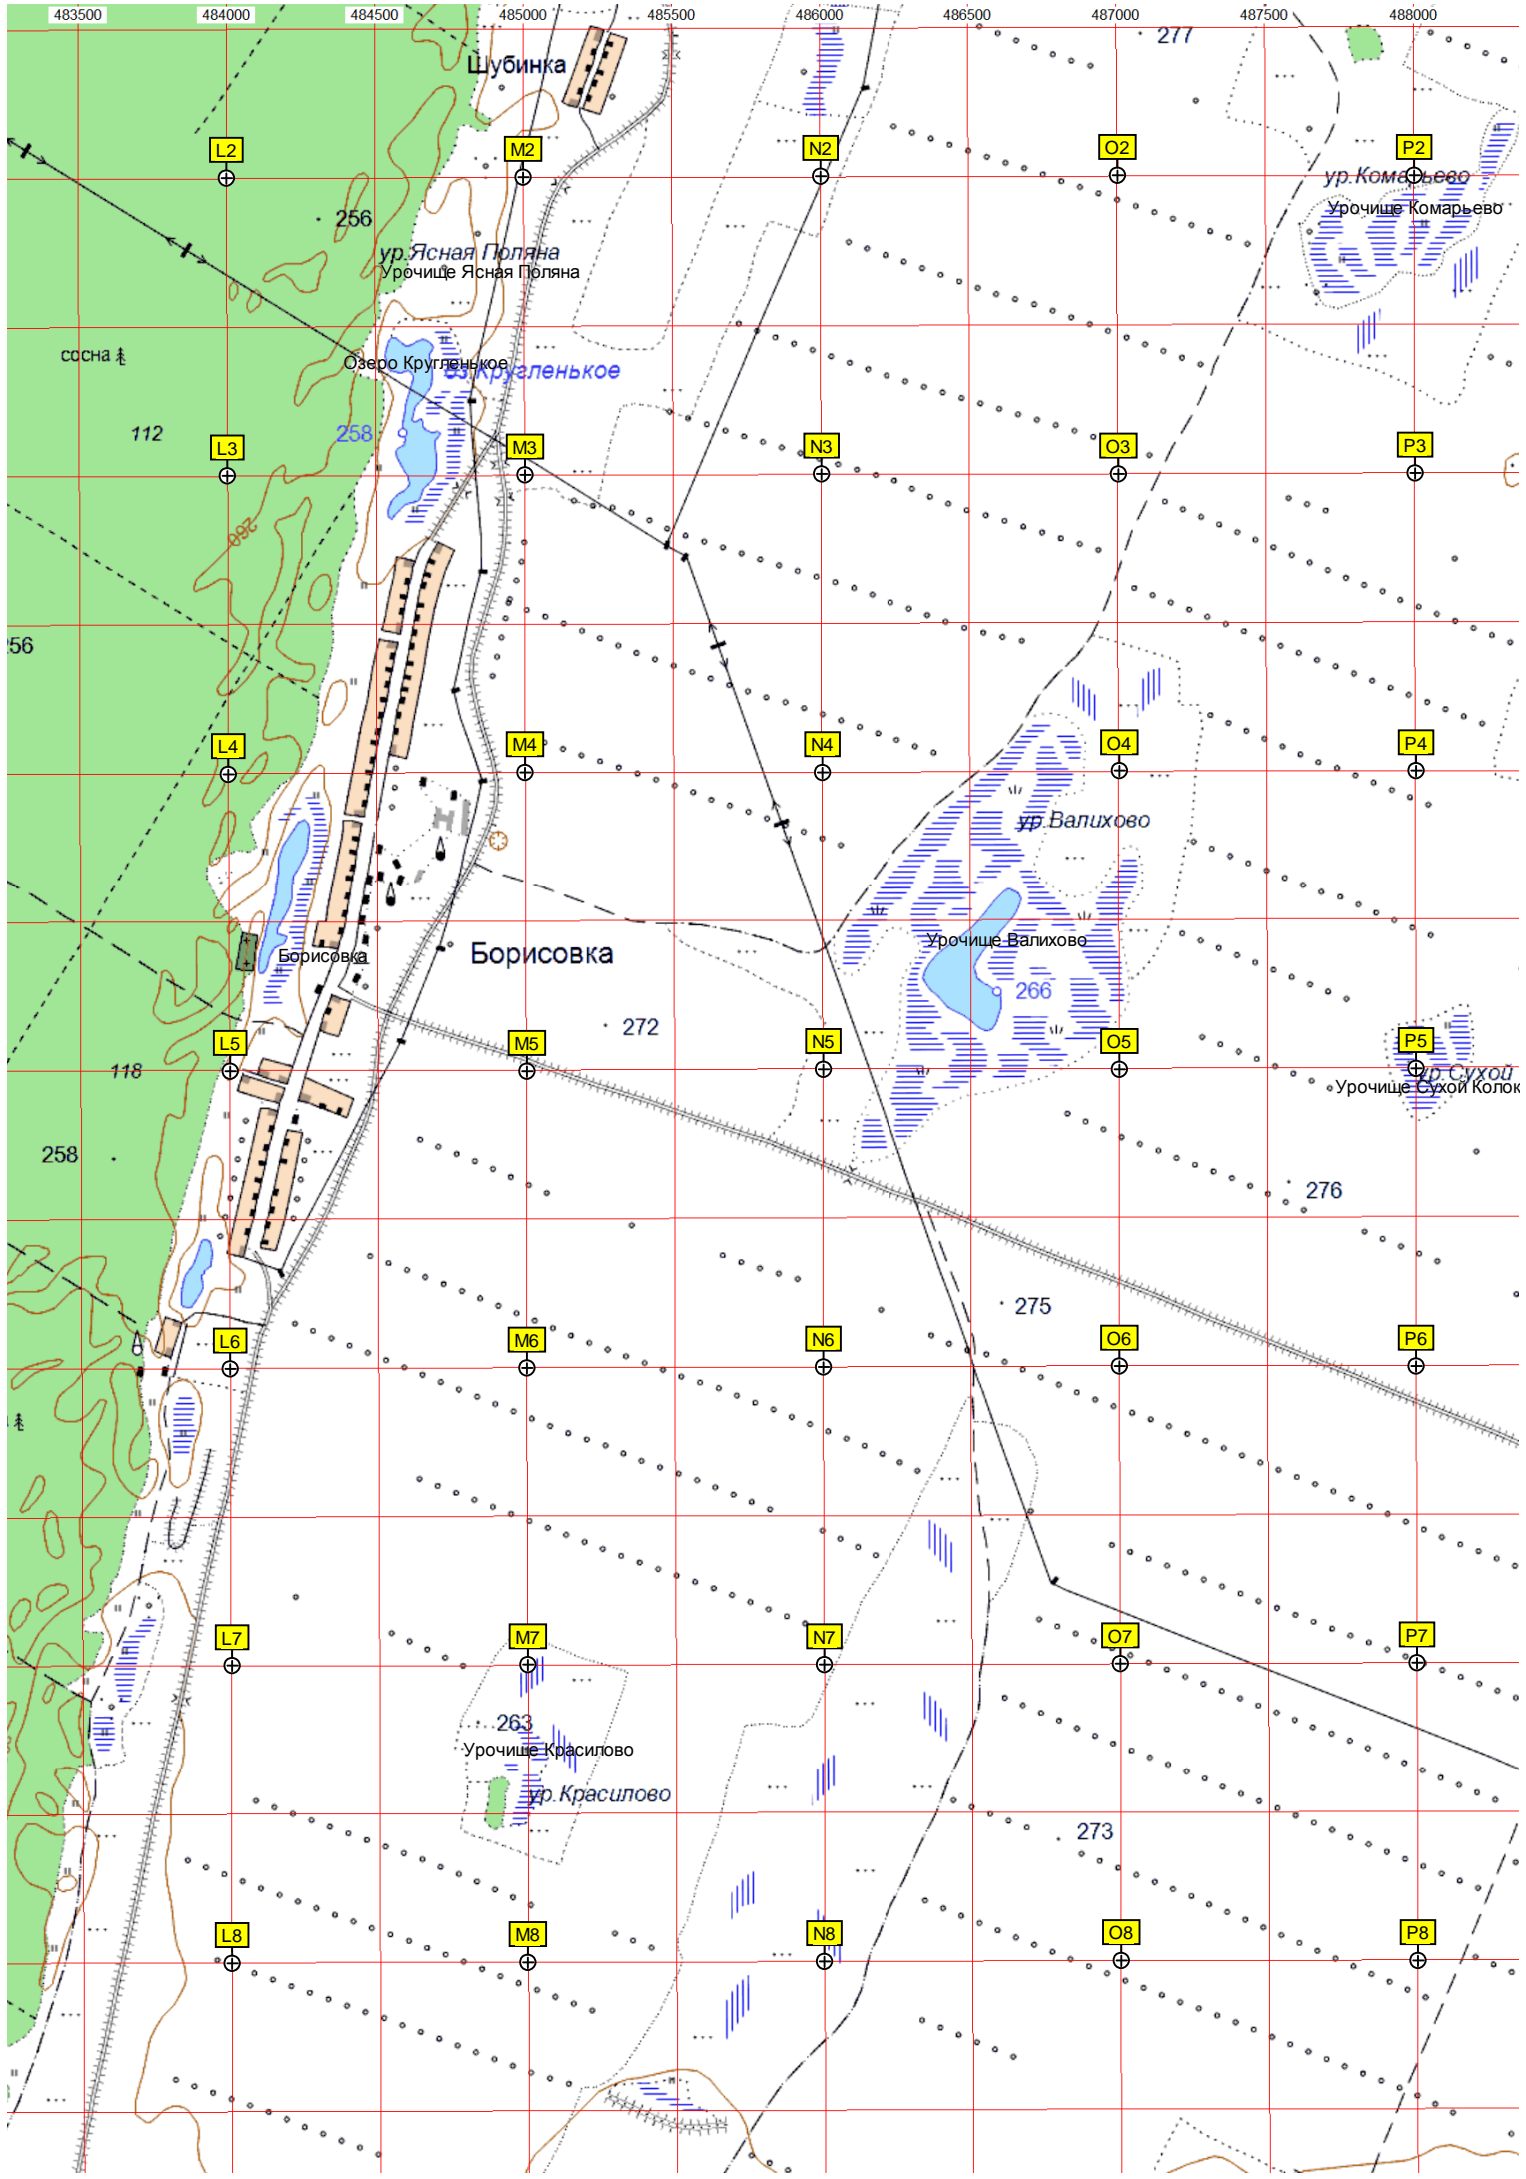 483500 484000 484500 485000 485500 486000 486500 487000 487500 488000
277
Шубинка
L2 M2 N2 O2 P2
ур.Комарьево
Урочище Комарьево
256
ур.Ясная Поляна
Урочище Ясная Поляна
сосна
Озеро Кругленькое
оз.Кругленькое
112
258
L3 M3 N3 O3 P3
260
256
L4 M4 N4 O4 P4
ур.Валихово
Урочище Валихово
Борисовка
Борисовка
266
272
L5 M5 N5 O5 P5
118
ур.Сухой
Урочище Сухой Колок
258
276
275
L6 M6 N6 O6 P6
L7 M7 N7 O7 P7
263
Урочище Красилово
ур.Красилово
273
L8 M8 N8 O8 P8